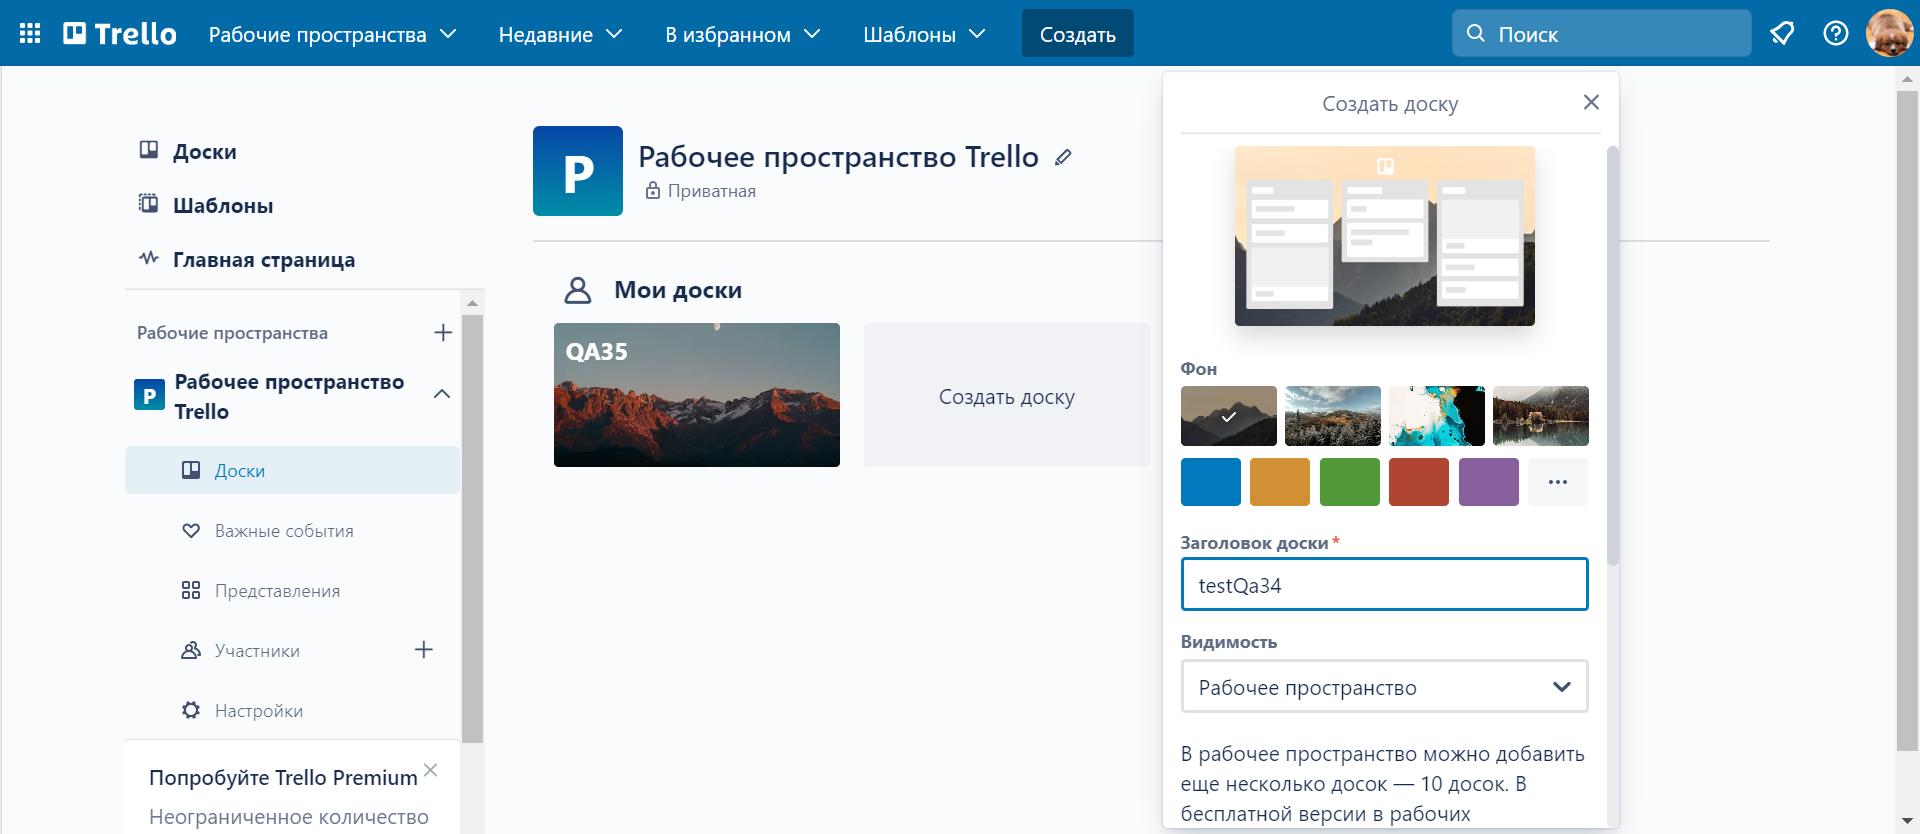 Trello
Рабочие пространства
Недавние
В избранном
Шаблоны
Создать
Поиск
Доски
Шаблоны
Главная страница
Рабочие пространства
P
Рабочее пространство
Trello
Доски
Важные события
Представления
Участники
Настройки
Попробуйте Trello Premium
Неограниченное количество
P
Рабочее пространство Trello
Приватная
Мои доски
QA35
Создать доску
Создать доску
Фон
Заголовок доски*
testQa34
Видимость
Рабочее пространство
В рабочее пространство можно добавить
еще несколько досок — 10 досок. В
бесплатной версии в рабочих